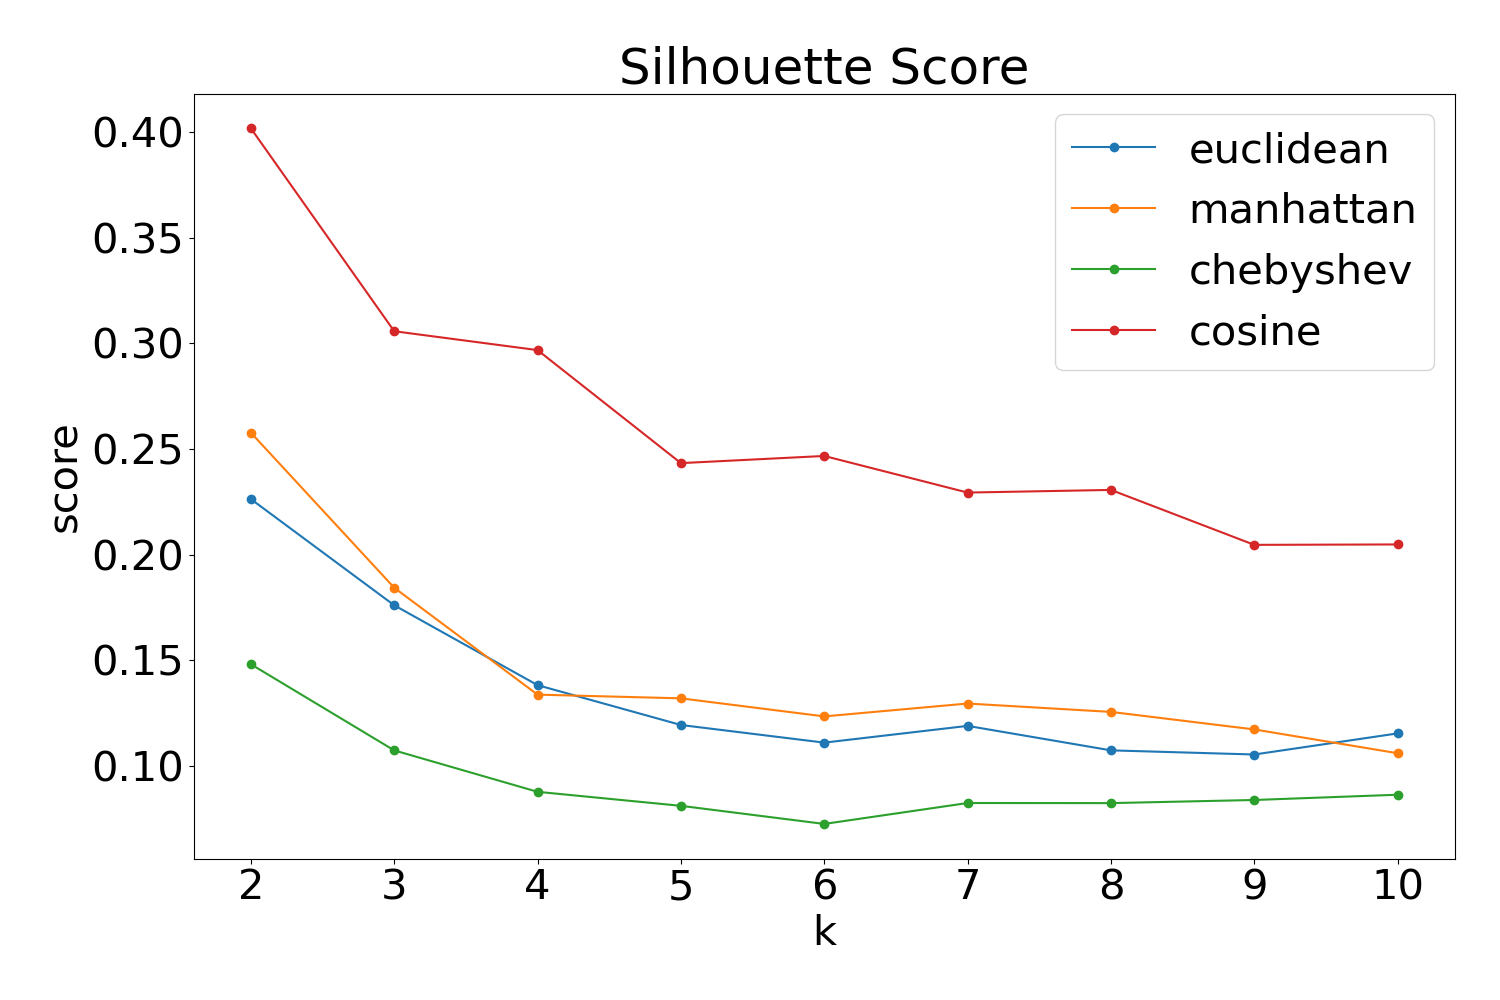 Silhouette Score
euclidean
manhattan
chebyshev
cosine
score
0.40
0.35
0.30
0.25
0.20
0.15
0.10
2 3 4 5 6 7 8 9 10
k